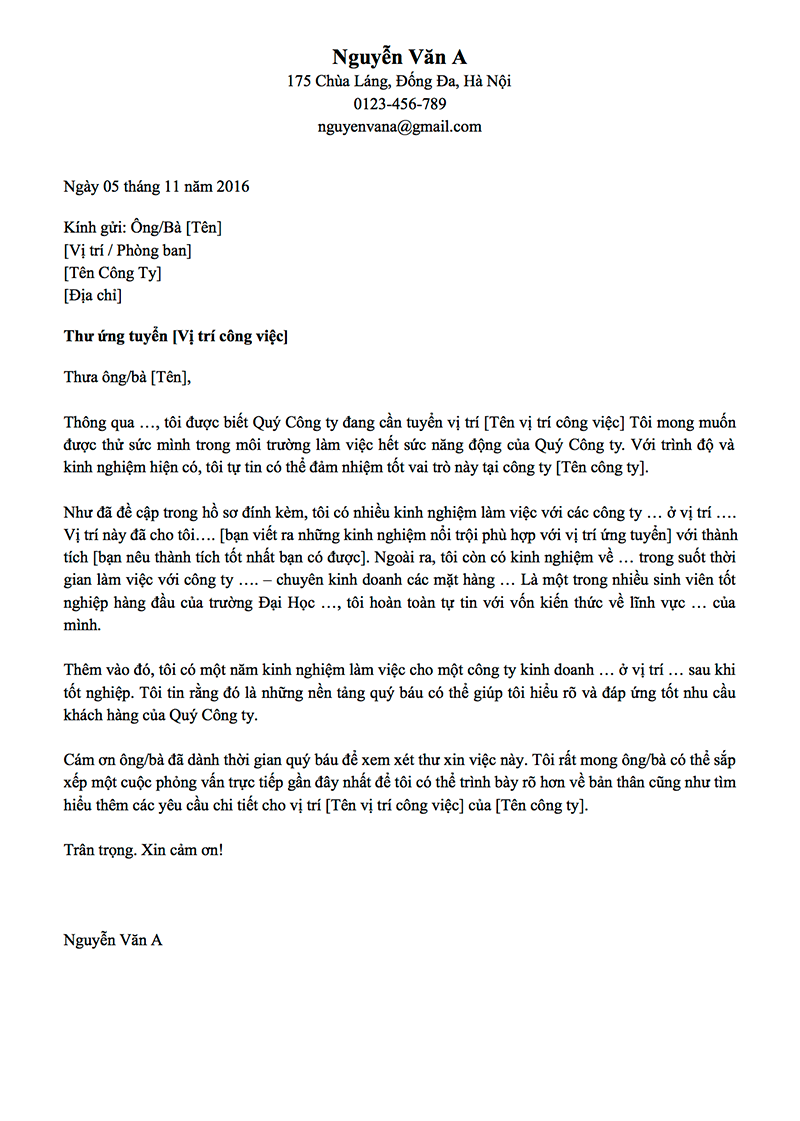 Nguyễn Văn A
175 Chùa Láng, Đống Đa, Hà Nội
0123-456-789
nguyenvana@gmail.com
Ngày 05 tháng 11 năm 2016
Kính gửi: Ông/Bà [Tên]
[Vị trí / Phòng ban]
[Tên Công Ty]
[Địa chỉ]
Thư ứng tuyển [Vị trí công việc]
Thưa ông/bà [Tên],
Thông qua …, tôi được biết Quý Công ty đang cần tuyển vị trí [Tên vị trí công việc] Tôi mong muốn
được thử sức mình trong môi trường làm việc hết sức năng động của Quý Công ty. Với trình độ và
kinh nghiệm hiện có, tôi tự tin có thể đảm nhiệm tốt vai trò này tại công ty [Tên công ty].
Như đã đề cập trong hồ sơ đính kèm, tôi có nhiều kinh nghiệm làm việc với các công ty … ở vị trí ….
Vị trí này đã cho tôi…. [bạn viết ra những kinh nghiệm nổi trội phù hợp với vị trí ứng tuyển] với thành
tích [bạn nêu thành tích tốt nhất bạn có được]. Ngoài ra, tôi còn có kinh nghiệm về … trong suốt thời
gian làm việc với công ty …. – chuyên kinh doanh các mặt hàng … Là một trong nhiều sinh viên tốt
nghiệp hàng đầu của trường Đại Học …, tôi hoàn toàn tự tin với vốn kiến thức về lĩnh vực … của
mình.
Thêm vào đó, tôi có một năm kinh nghiệm làm việc cho một công ty kinh doanh … ở vị trí … sau khi
tốt nghiệp. Tôi tin rằng đó là những nền tảng quý báu có thể giúp tôi hiểu rõ và đáp ứng tốt nhu cầu
khách hàng của Quý Công ty.
Cám ơn ông/bà đã dành thời gian quý báu để xem xét thư xin việc này. Tôi rất mong ông/bà có thể sắp
xếp một cuộc phỏng vấn trực tiếp gần đây nhất để tôi có thể trình bày rõ hơn về bản thân cũng như tìm
hiểu thêm các yêu cầu chi tiết cho vị trí [Tên vị trí công việc] của [Tên công ty].
Trân trọng. Xin cảm ơn!
Nguyễn Văn A